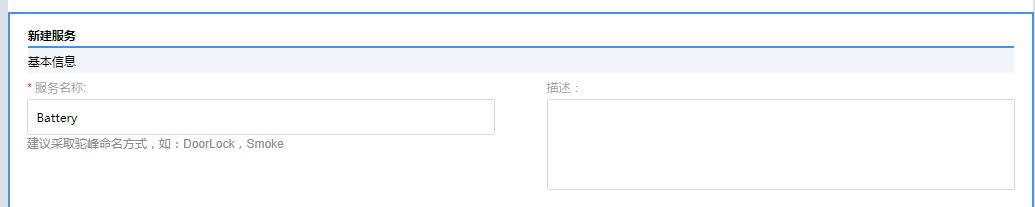 新建服务
基本信息
* 服务名称:
描述：
Battery
建议采取驼峰命名方式，如：DoorLock，Smoke